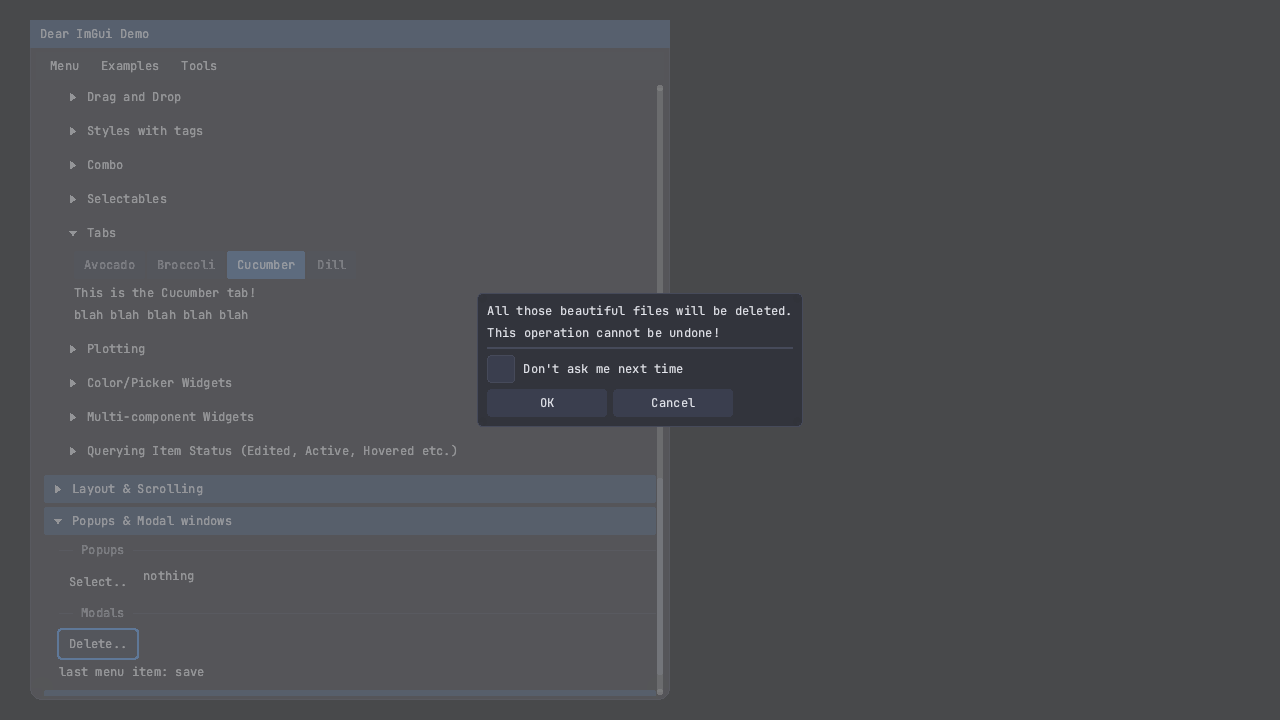 Dear ImGui Demo
Menu Examples Tools
Drag and Drop
Styles with tags
Combo
Selectables
Tabs
Avocado Broccoli Cucumber Dill
This is the Cucumber tab!
blah blah blah blah blah
Plotting
Color/Picker Widgets
Multi-component Widgets
Querying Item Status (Edited, Active, Hovered etc.)
Layout & Scrolling
Popups & Modal windows
Popups
Select.. nothing
Modals
Delete..
last menu item: save
All those beautiful files will be deleted.
This operation cannot be undone!
Don't ask me next time
OK Cancel